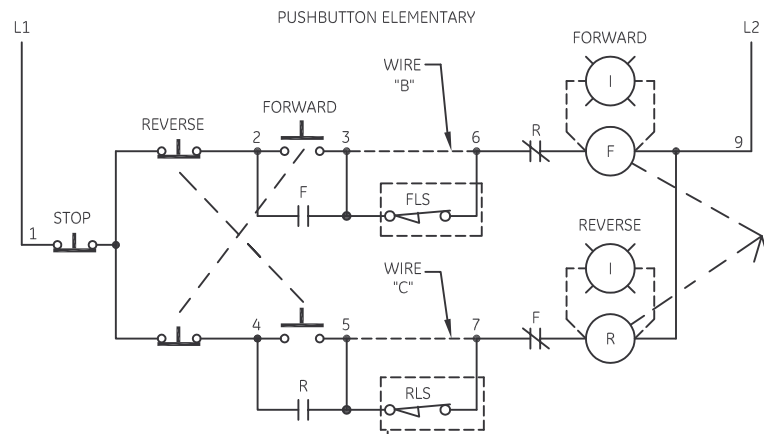 PUSHBUTTON ELEMENTARY
L1
L2
FORWARD
WIRE
"B"
I
FORWARD
REVERSE
2
3
6
R
F
9
F
FLS
STOP
1
REVERSE
WIRE
"C"
I
4
5
7
F
R
R
RLS